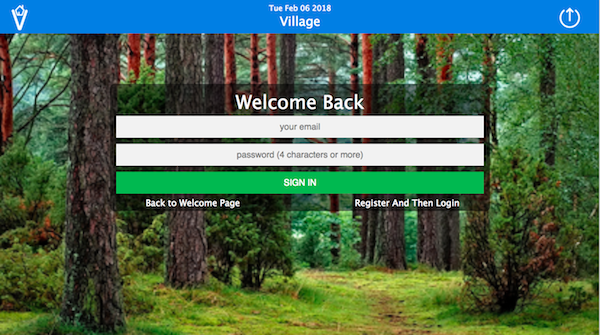 Tue Feb 06 2018
Village
Welcome Back
your email
password (4 characters or more)
SIGN IN
Back to Welcome Page
Register And Then Login